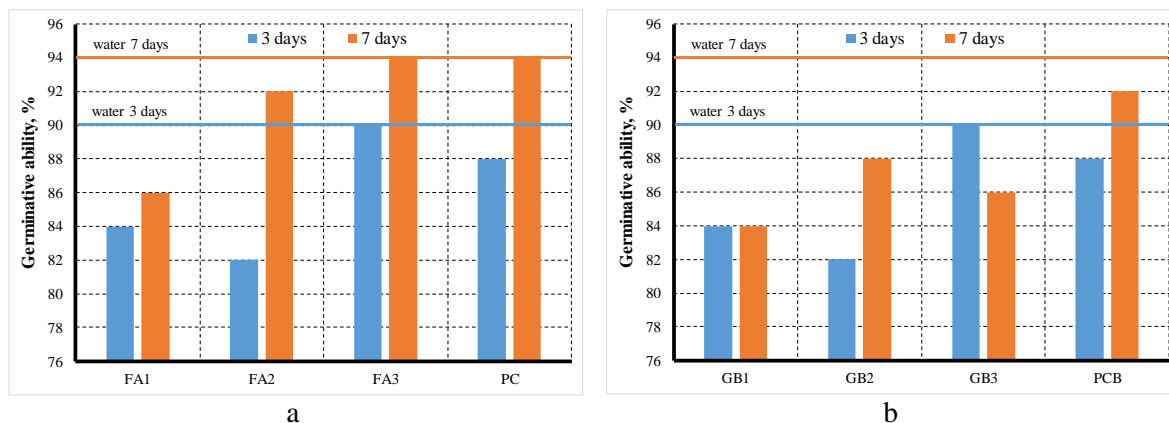 96
94
92
90
88
86
84
82
80
78
76
Germinative ability, %
water 7 days
3 days
7 days
water 3 days
FA1
FA2
FA3
PC
a
96
94
92
90
88
86
84
82
80
78
76
Germinative ability, %
water 7 days
3 days
7 days
water 3 days
GB1
GB2
GB3
PCB
b